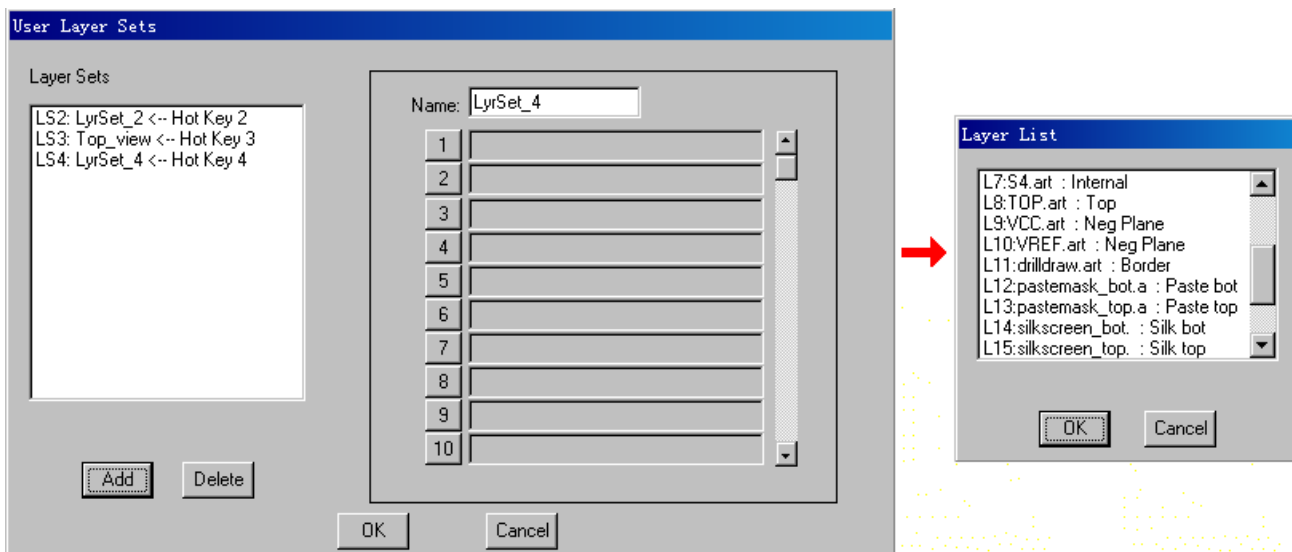 User Layer Sets
Layer Sets
LS2: LyrSet_2 <-- Hot Key 2
LS3: Top_view <-- Hot Key 3
LS4: LyrSet_4 <-- Hot Key 4
Add
Delete
Name: LyrSet_4
1
2
3
4
5
6
7
8
9
10
OK
Cancel
Layer List
L7:S4.art : Internal
L8:TOP.art : Top
L9:VCC.art : Neg Plane
L10:VREF.art : Neg Plane
L11:drilldraw.art : Border
L12:pastemask_bot.a : Paste bot
L13:pastemask_top.a : Paste top
L14:silkscreen_bot. : Silk bot
L15:silkscreen_top. : Silk top
OK
Cancel